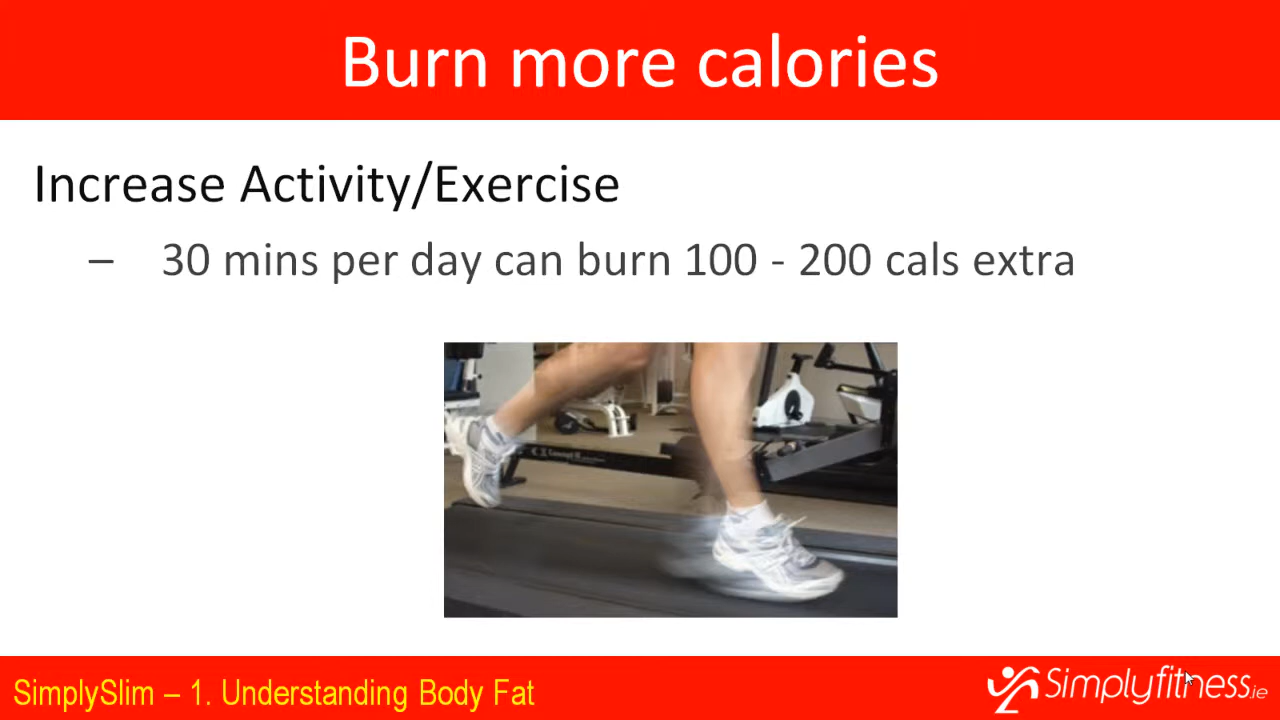 Burn more calories
Increase Activity/Exercise
– 30 mins per day can burn 100 - 200 cals extra
SimplySlim – 1. Understanding Body Fat
Simplyfitness.ie